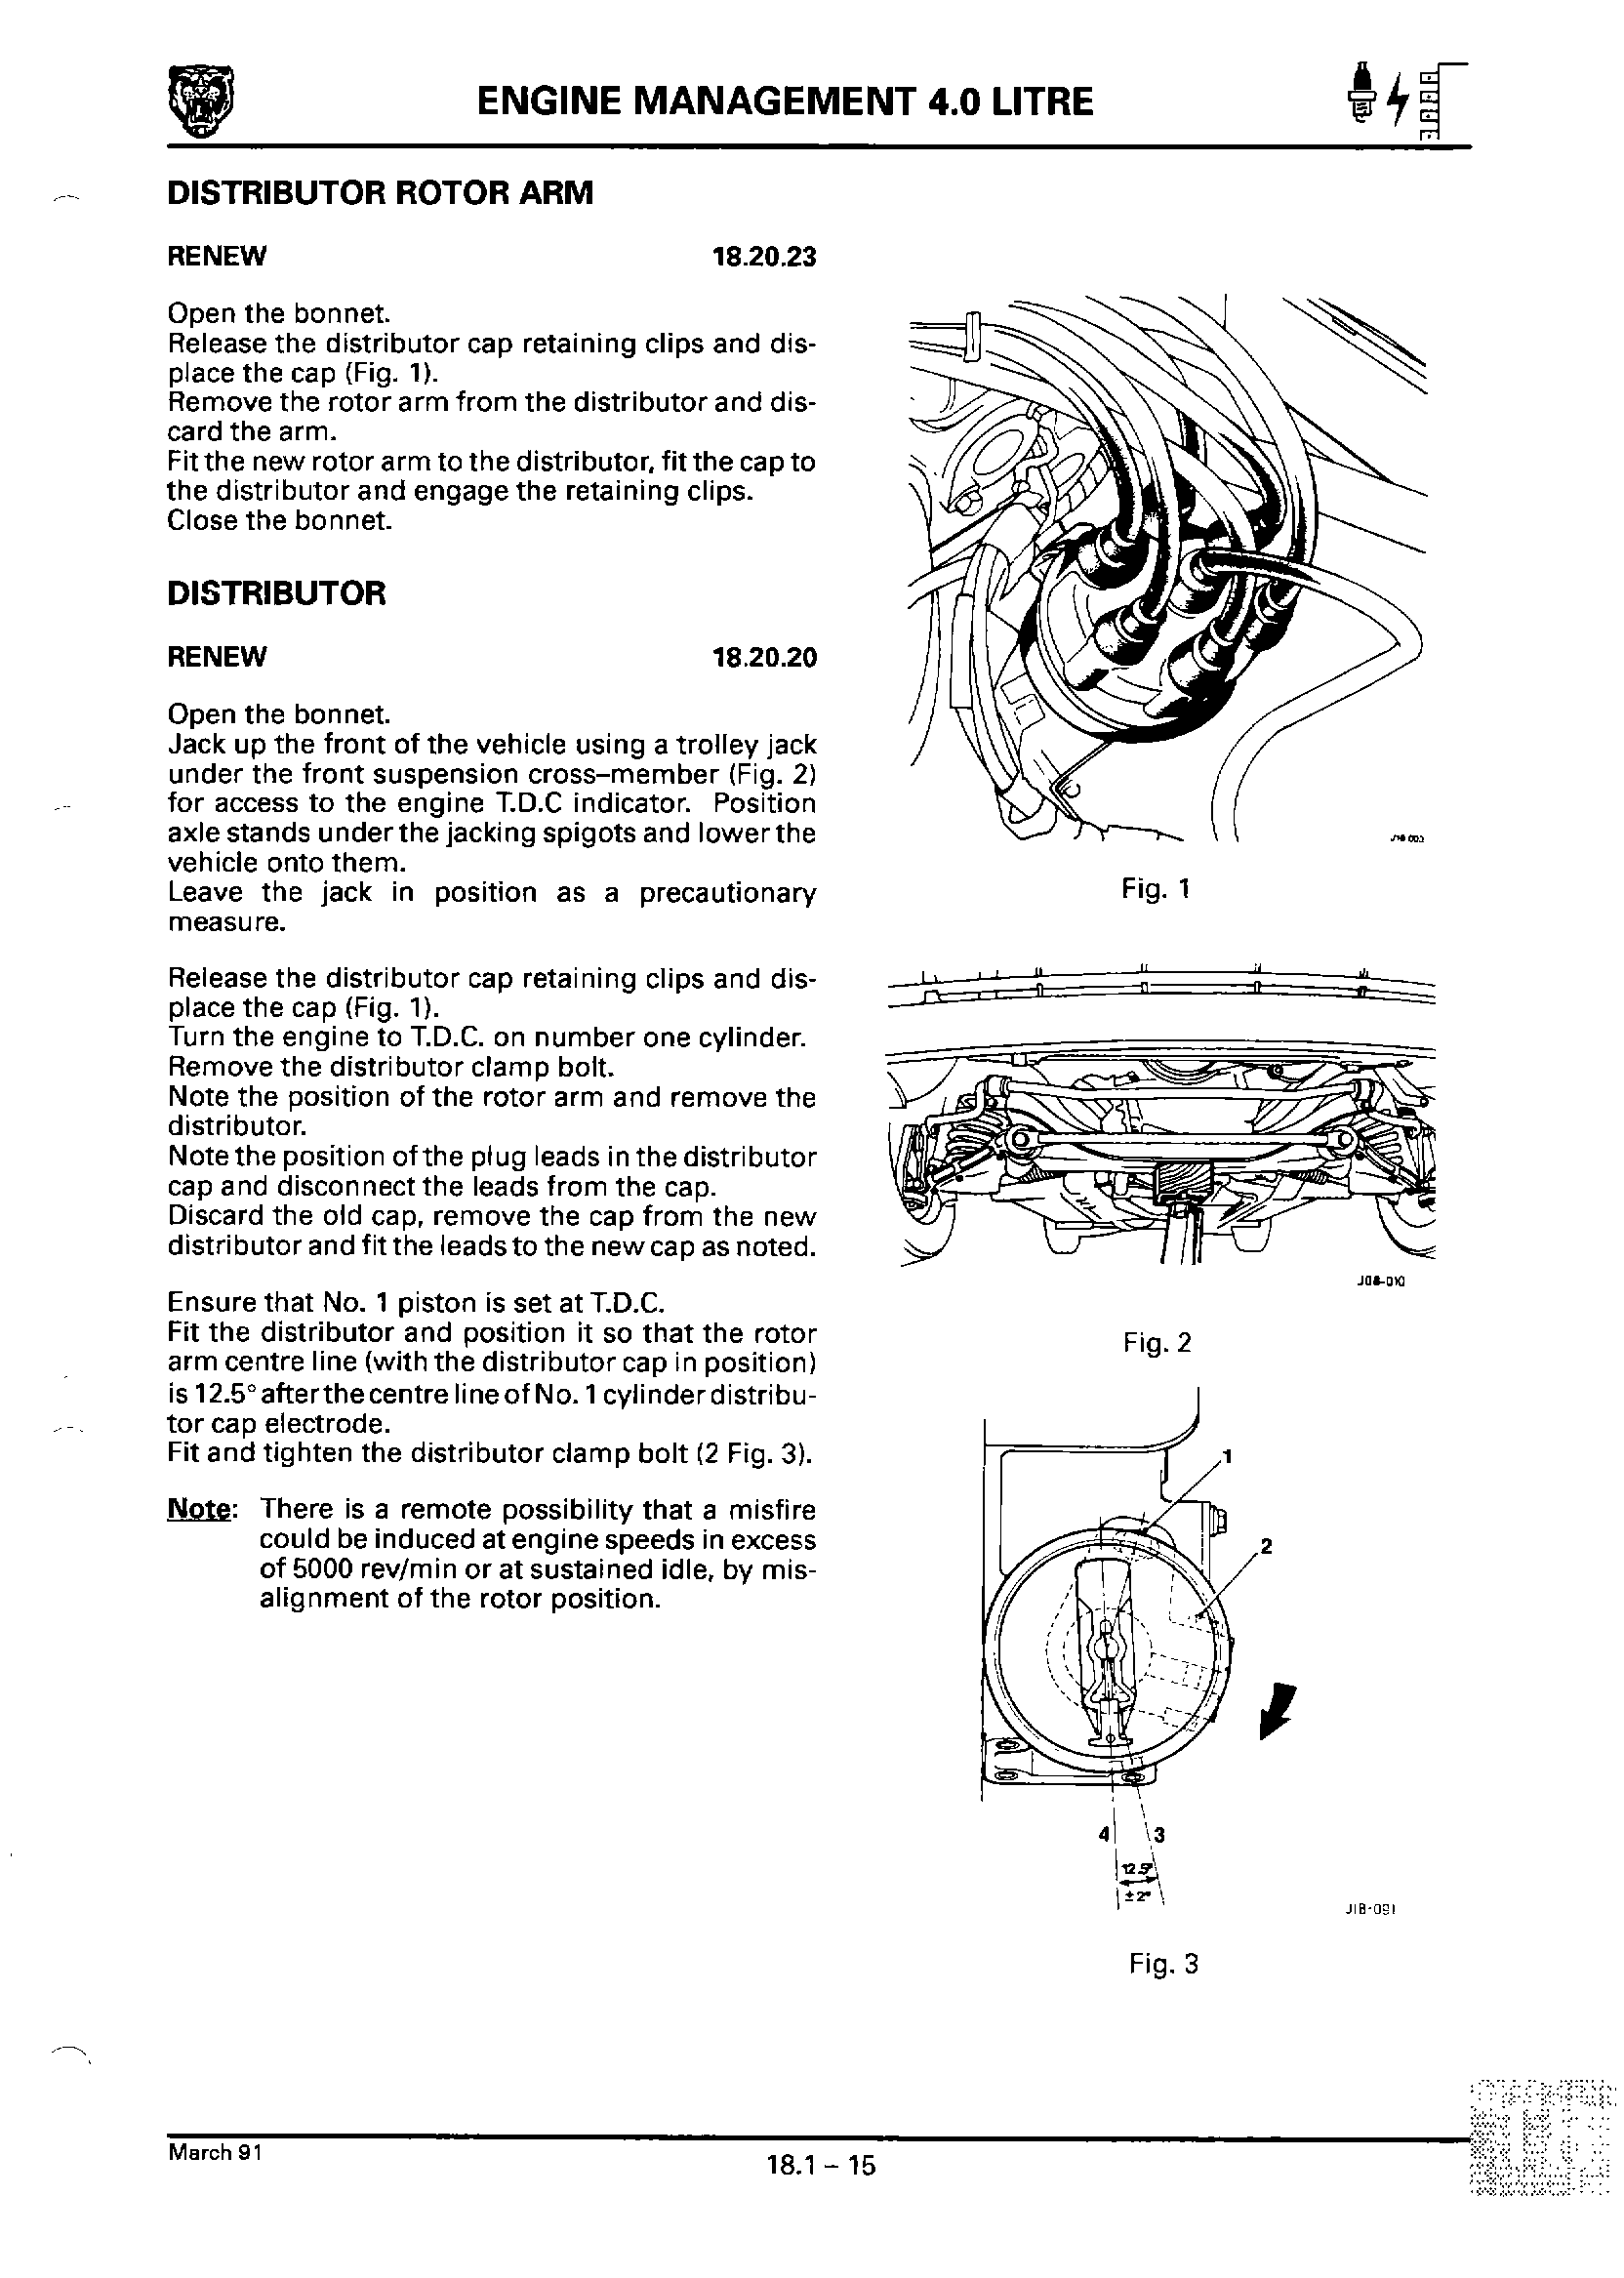 ENGINE MANAGEMENT 4.0 LITRE
DISTRIBUTOR ROTOR ARM
RENEW 18.20.23
Open the bonnet.
Release the distributor cap retaining clips and dis-
place the cap (Fig. 1).
Remove the rotor arm from the distributor and dis-
card the arm.
Fit the new rotor arm to the distributor, fit the cap to
the distributor and engage the retaining clips.
Close the bonnet.
DISTRIBUTOR
RENEW 18.20.20
Open the bonnet.
Jack up the front of the vehicle using a trolley jack
under the front suspension cross–member (Fig. 2)
for access to the engine T.D.C indicator. Position
axle stands under the jacking spigots and lower the
vehicle onto them.
Leave the jack in position as a precautionary
measure.
Release the distributor cap retaining clips and dis-
place the cap (Fig. 1).
Turn the engine to T.D.C. on number one cylinder.
Remove the distributor clamp bolt.
Note the position of the rotor arm and remove the
distributor.
Note the position of the plug leads in the distributor
cap and disconnect the leads from the cap.
Discard the old cap, remove the cap from the new
distributor and fit the leads to the new cap as noted.
Ensure that No. 1 piston is set at T.D.C.
Fit the distributor and position it so that the rotor
arm centre line (with the distributor cap in position)
is 12.5° after the centre line of No. 1 cylinder distribu-
tor cap electrode.
Fit and tighten the distributor clamp bolt (2 Fig. 3).
Note: There is a remote possibility that a misfire
could be induced at engine speeds in excess
of 5000 rev/min or at sustained idle, by mis-
alignment of the rotor position.
Fig. 1
J08-010
Fig. 2
1
2
4 3
12.5°
±2°
J18-091
Fig. 3
March 91
18.1 – 15